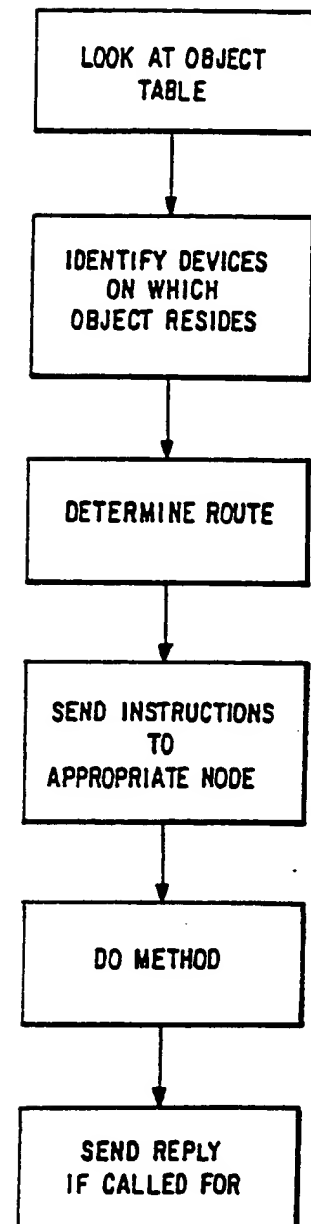 LOOK AT OBJECT
TABLE
IDENTIFY DEVICES
ON WHICH
OBJECT RESIDES
DETERMINE ROUTE
SEND INSTRUCTIONS
TO
APPROPRIATE NODE
DO METHOD
SEND REPLY
IF CALLED FOR